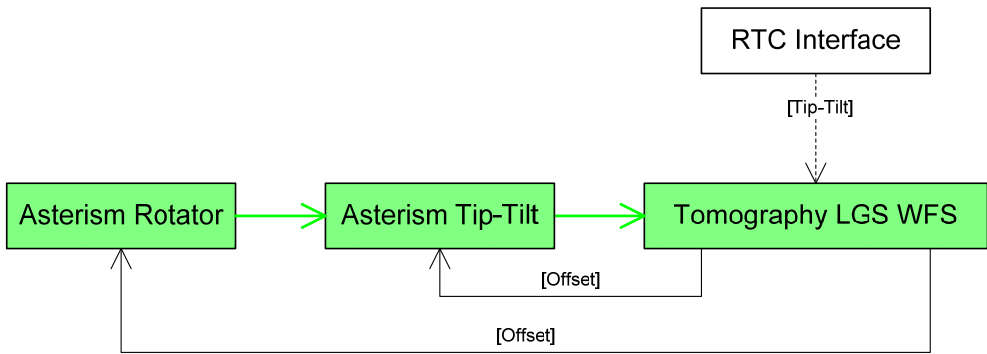 RTC Interface
[Tip-Tilt]
Asterism Rotator
Asterism Tip-Tilt
Tomography LGS WFS
[Offset]
[Offset]